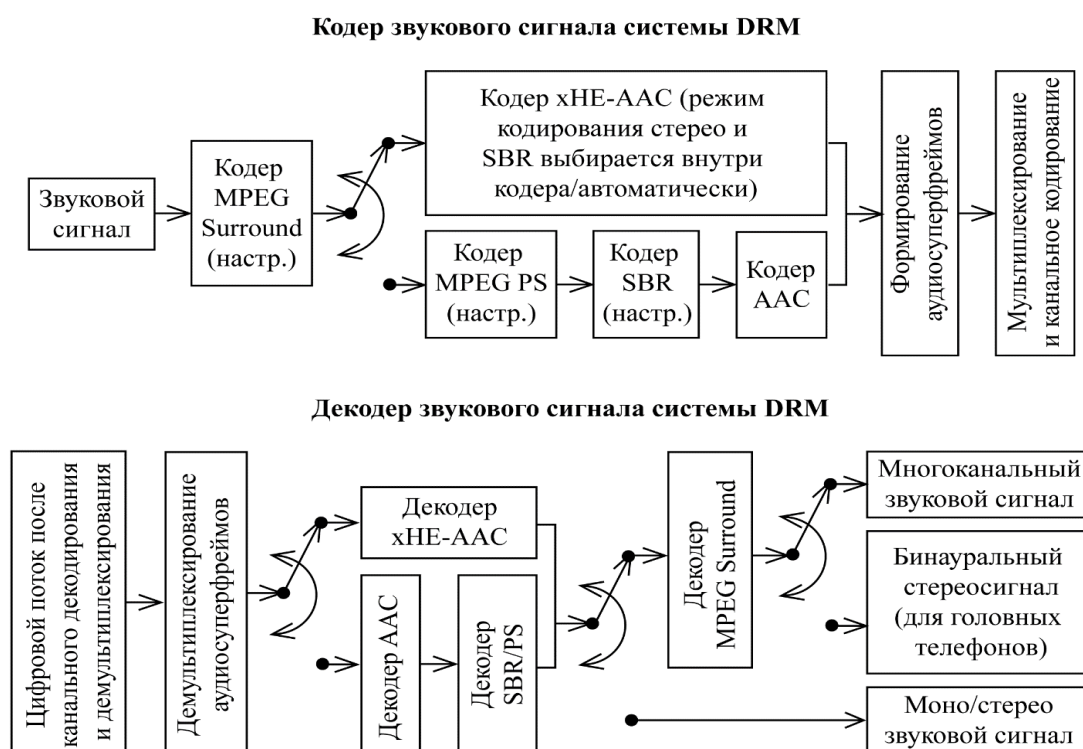 Кодер звукового сигнала системы DRM
Звуковой
сигнал
Кодер
MPEG
Surround
(настр.)
Кодер xHE-AAC (режим
кодирования стерео и
SBR выбирается внутри
кодера/автоматически)
Кодер
MPEG PS
(настр.)
Кодер
SBR
(настр.)
Кодер
AAC
Формирование
аудиосуперфреймов
Мультиплексирование
и канальное кодирование
Декодер звукового сигнала системы DRM
Цифровой поток после
канального декодирования
и демультиплексирования
Демультиплексирование
аудиосуперфреймов
Декодер
xHE-AAC
Декодер AAC
Декодер
SBR/PS
Декодер
MPEG Surround
Многоканальный
звуковой сигнал
Бинауральный
стереосигнал
(для головных
телефонов)
Моно/стерео
звуковой сигнал